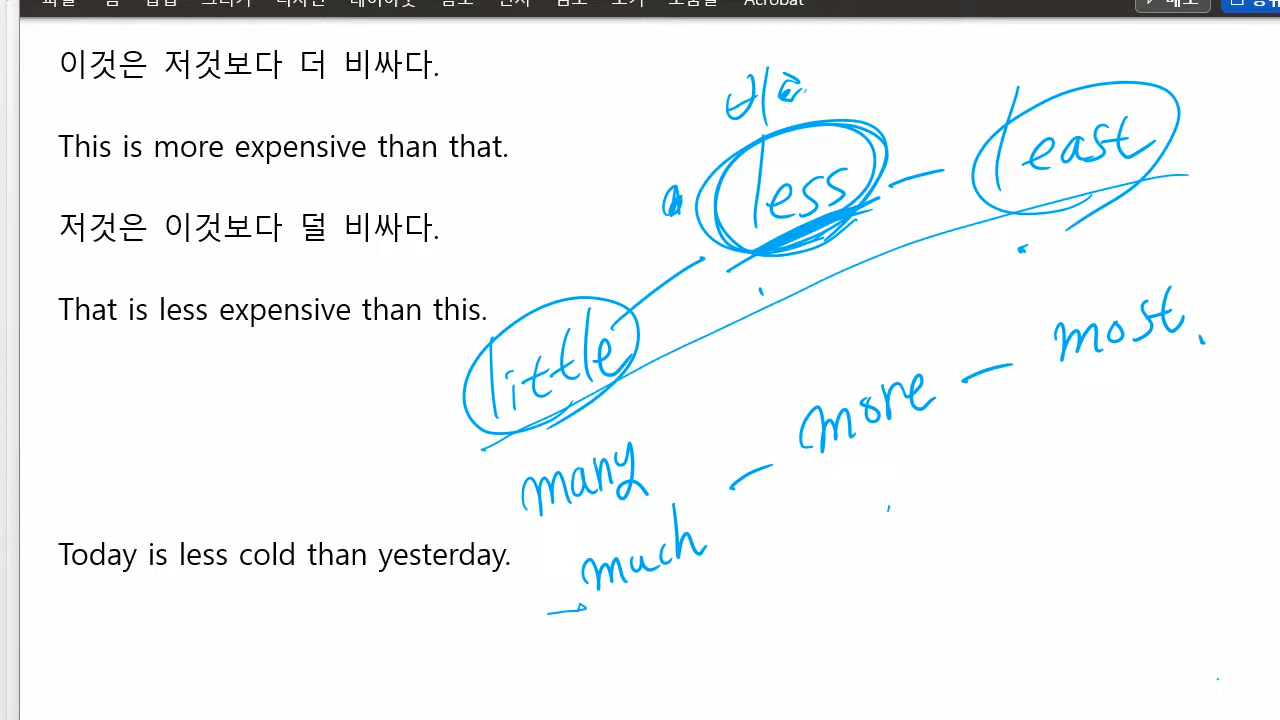 Acrobat
이것은 저것보다 더 비싸다.
This is more expensive than that.
저것은 이것보다 덜 비싸다.
That is less expensive than this.
Today is less cold than yesterday.
little - less - least
many
much - more - most